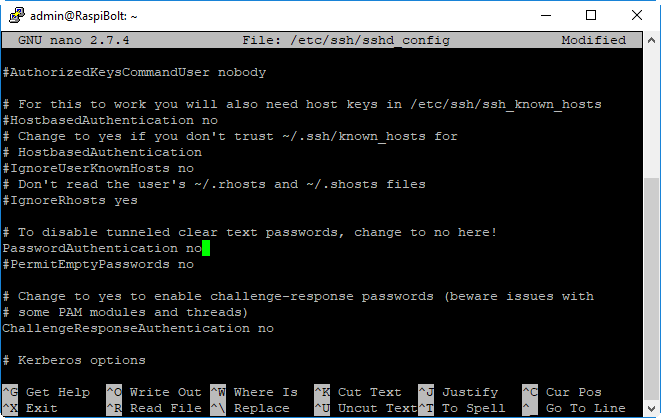 admin@RaspiBolt: ~
GNU nano 2.7.4 File: /etc/ssh/sshd_config Modified
#AuthorizedKeysCommandUser nobody
# For this to work you will also need host keys in /etc/ssh/ssh_known_hosts
#HostbasedAuthentication no
# Change to yes if you don't trust ~/.ssh/known_hosts for
# HostbasedAuthentication
#IgnoreUserKnownHosts no
# Don't read the user's ~/.rhosts and ~/.shosts files
#IgnoreRhosts yes
# To disable tunneled clear text passwords, change to no here!
PasswordAuthentication no
#PermitEmptyPasswords no
# Change to yes to enable challenge-response passwords (beware issues with
# some PAM modules and threads)
ChallengeResponseAuthentication no
# Kerberos options
^G Get Help ^O Write Out ^W Where Is ^K Cut Text ^J Justify ^C Cur Pos
^X Exit ^R Read File ^\ Replace ^U Uncut Text ^T To Spell ^_ Go To Line